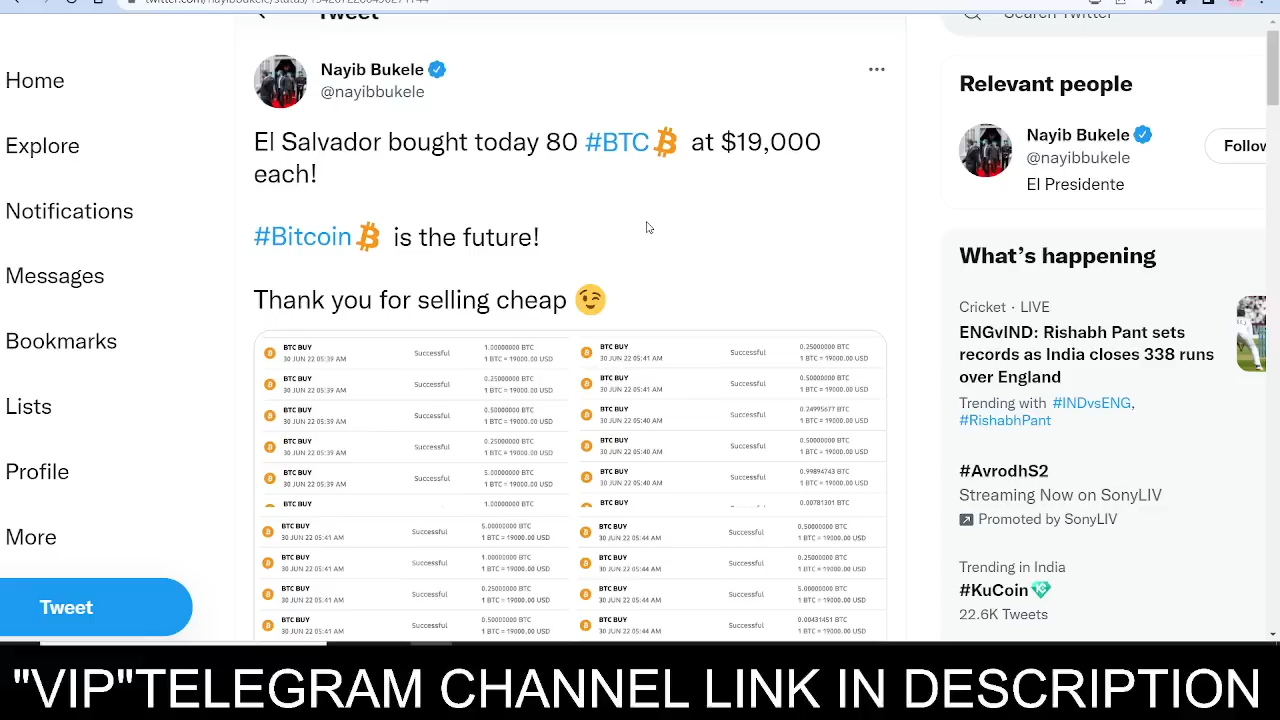 Tweet
Search Twitter
Home
Explore
Notifications
Messages
Bookmarks
Lists
Profile
More
Tweet
Nayib Bukele
@nayibbukele
El Salvador bought today 80 #BTC at $19,000
each!
#Bitcoin is the future!
Thank you for selling cheap
BTC BUY
30 JUN 22 05:39 AM
Successful
1.00000000 BTC
1 BTC = 19000.00 USD
BTC BUY
30 JUN 22 05:39 AM
Successful
0.25000000 BTC
1 BTC = 19000.00 USD
BTC BUY
30 JUN 22 05:39 AM
Successful
0.50000000 BTC
1 BTC = 19000.00 USD
BTC BUY
30 JUN 22 05:39 AM
Successful
0.25000000 BTC
1 BTC = 19000.00 USD
BTC BUY
30 JUN 22 05:39 AM
Successful
5.00000000 BTC
1 BTC = 19000.00 USD
BTC BUY
1.00000000 BTC
BTC BUY
30 JUN 22 05:41 AM
Successful
0.25000000 BTC
1 BTC = 19000.00 USD
BTC BUY
30 JUN 22 05:41 AM
Successful
0.50000000 BTC
1 BTC = 19000.00 USD
BTC BUY
30 JUN 22 05:40 AM
Successful
0.24995677 BTC
1 BTC = 19000.00 USD
BTC BUY
30 JUN 22 05:40 AM
Successful
0.50000000 BTC
1 BTC = 19000.00 USD
BTC BUY
30 JUN 22 05:40 AM
Successful
0.99894743 BTC
1 BTC = 19000.00 USD
BTC BUY
0.00781301 BTC
BTC BUY
30 JUN 22 05:41 AM
Successful
5.00000000 BTC
1 BTC = 19000.00 USD
BTC BUY
30 JUN 22 05:41 AM
Successful
1.00000000 BTC
1 BTC = 19000.00 USD
BTC BUY
30 JUN 22 05:41 AM
Successful
0.25000000 BTC
1 BTC = 19000.00 USD
BTC BUY
30 JUN 22 05:41 AM
Successful
0.50000000 BTC
1 BTC = 19000.00 USD
BTC BUY
30 JUN 22 05:44 AM
Successful
0.50000000 BTC
1 BTC = 19000.00 USD
BTC BUY
30 JUN 22 05:44 AM
Successful
0.25000000 BTC
1 BTC = 19000.00 USD
BTC BUY
30 JUN 22 05:44 AM
Successful
5.00000000 BTC
1 BTC = 19000.00 USD
BTC BUY
30 JUN 22 05:44 AM
Successful
0.00431451 BTC
1 BTC = 19000.00 USD
Relevant people
Nayib Bukele
@nayibbukele
El Presidente
Follow
What's happening
Cricket · LIVE
ENGvIND: Rishabh Pant sets
records as India closes 338 runs
over England
Trending with #INDvsENG,
#RishabhPant
#AvrodhS2
Streaming Now on SonyLIV
Promoted by SonyLIV
Trending in India
#KuCoin
22.6K Tweets
"VIP"TELEGRAM CHANNEL LINK IN DESCRIPTION